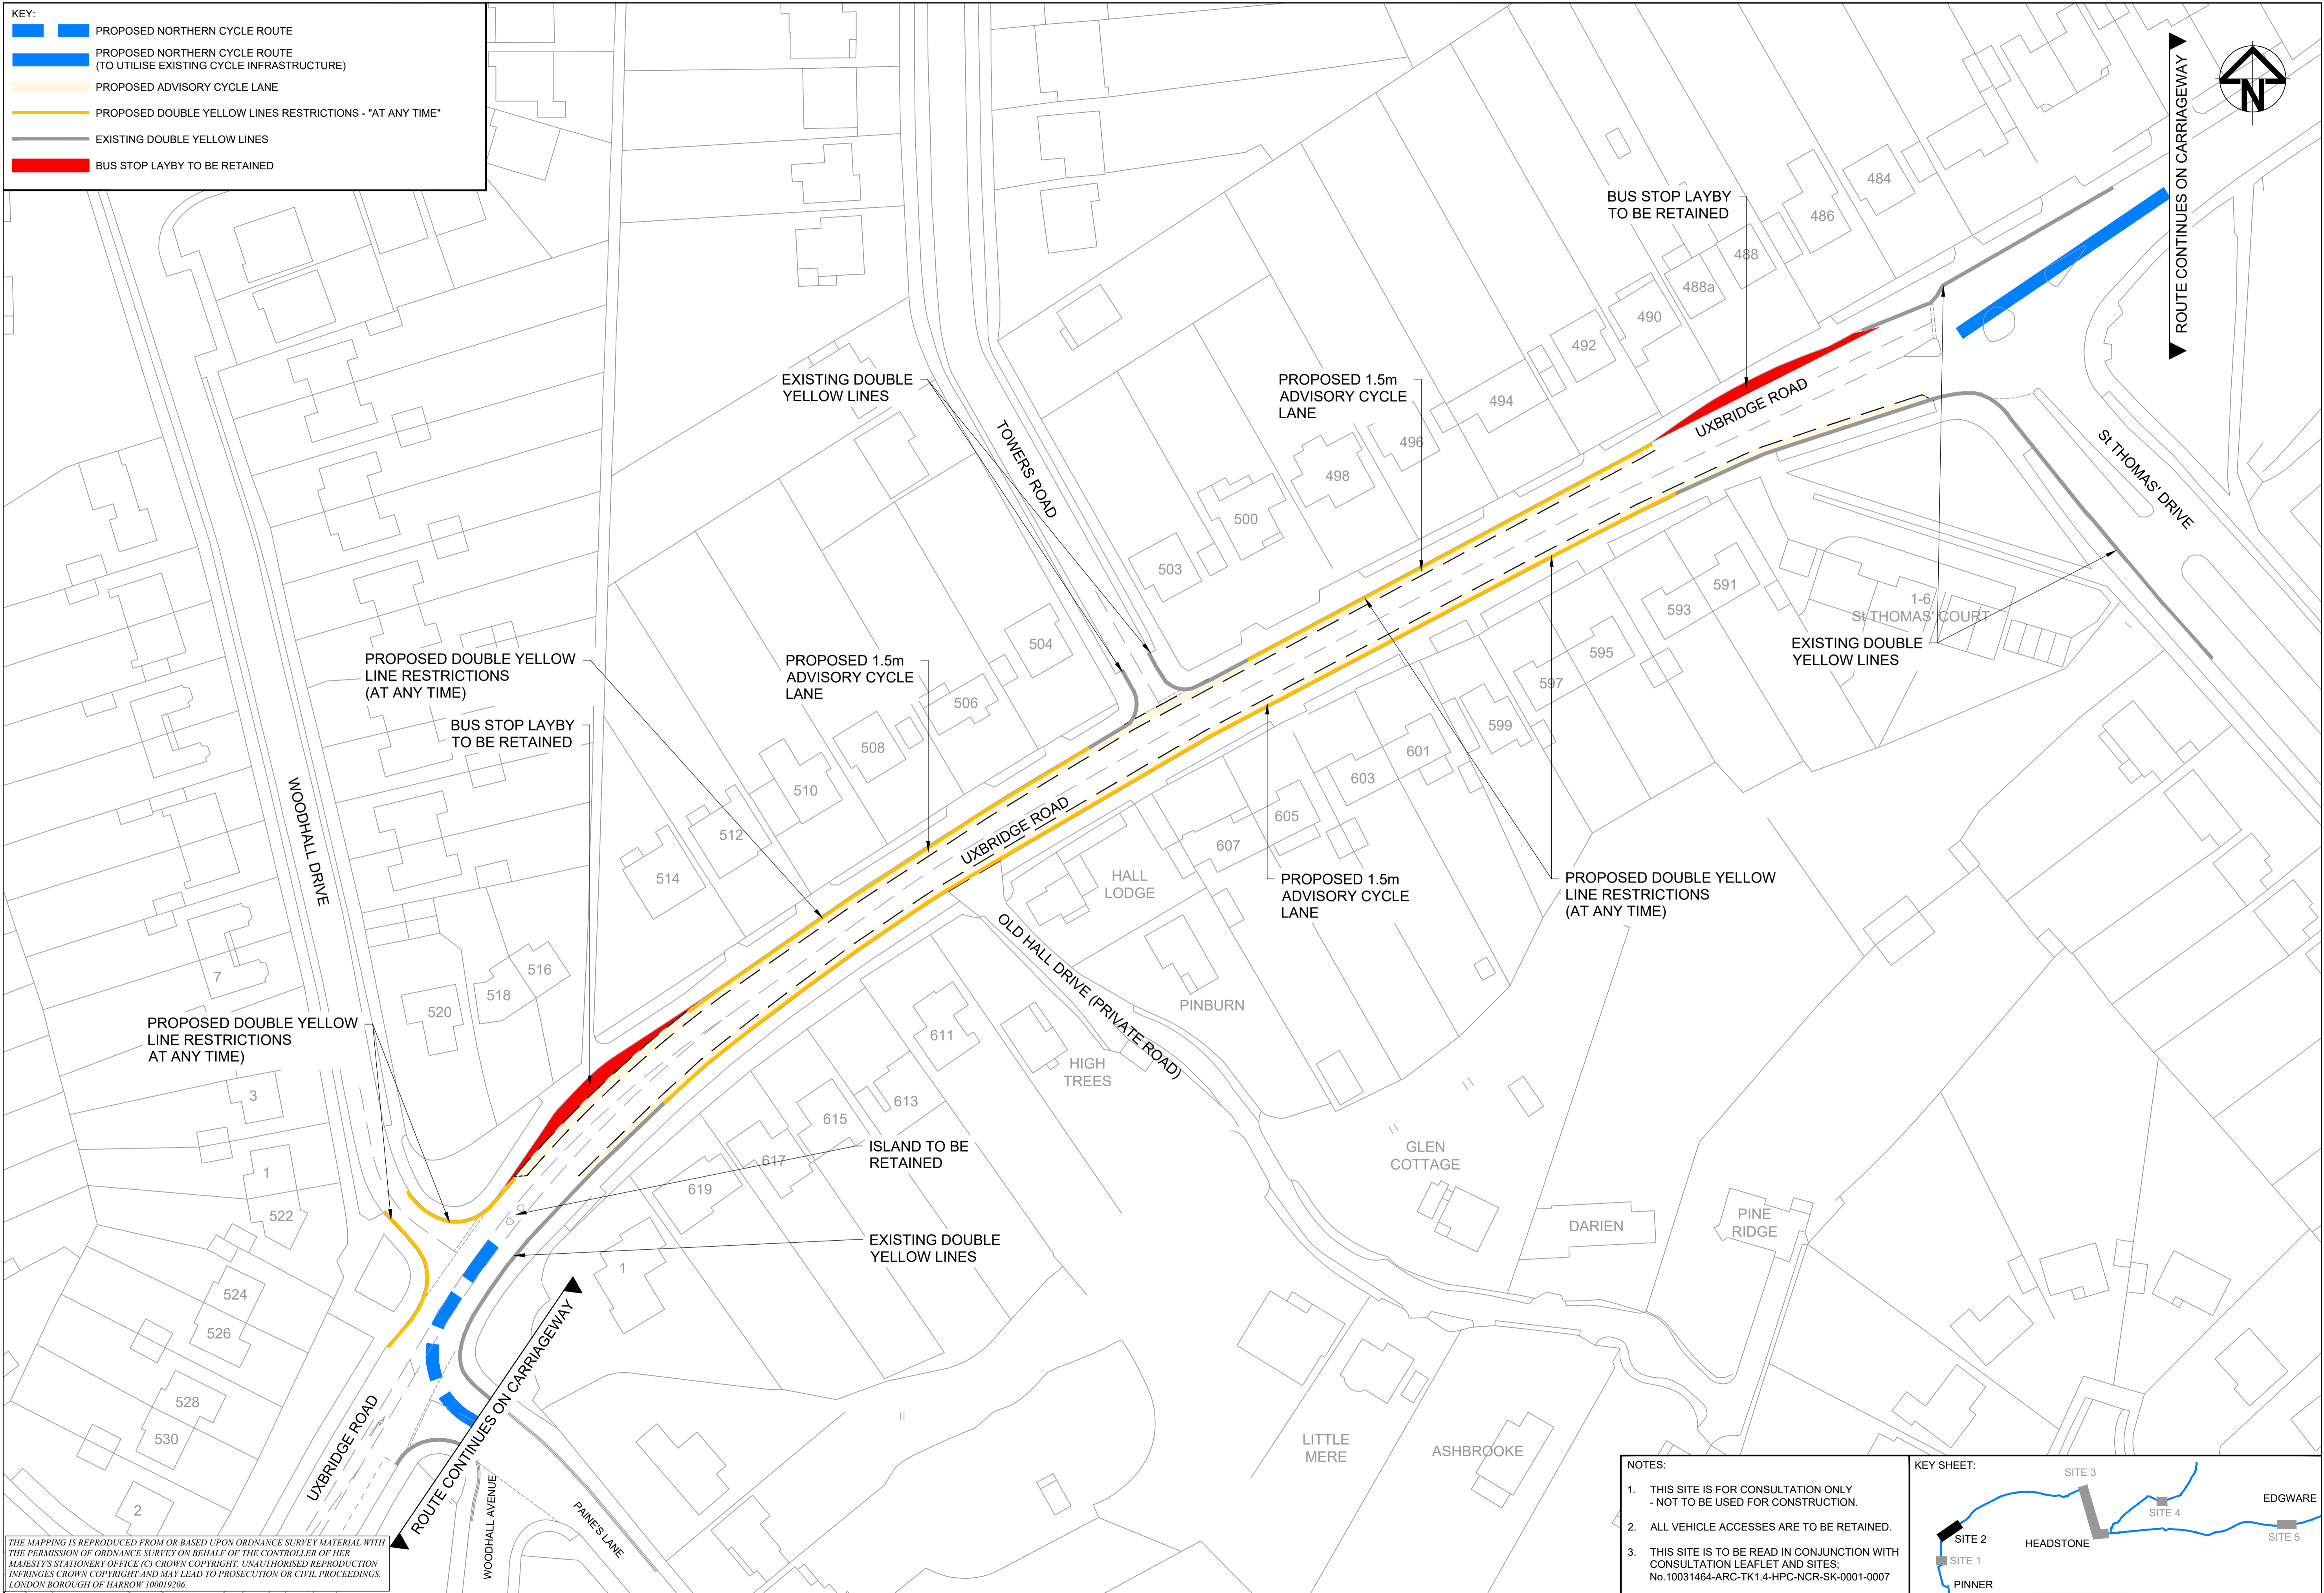 KEY:
PROPOSED NORTHERN CYCLE ROUTE
PROPOSED NORTHERN CYCLE ROUTE
(TO UTILISE EXISTING CYCLE INFRASTRUCTURE)
PROPOSED ADVISORY CYCLE LANE
PROPOSED DOUBLE YELLOW LINES RESTRICTIONS - "AT ANY TIME"
EXISTING DOUBLE YELLOW LINES
BUS STOP LAYBY TO BE RETAINED
ROUTE CONTINUES ON CARRIAGEWAY
N
BUS STOP LAYBY
TO BE RETAINED
484
486
488
488a
490
492
494
496
498
500
503
EXISTING DOUBLE
YELLOW LINES
PROPOSED 1.5m
ADVISORY CYCLE
LANE
UXBRIDGE ROAD
TOWERS ROAD
St THOMAS' DRIVE
1-6
St THOMAS' COURT
EXISTING DOUBLE
YELLOW LINES
591
593
595
597
599
601
603
605
607
504
506
508
510
512
514
PROPOSED DOUBLE YELLOW
LINE RESTRICTIONS
(AT ANY TIME)
PROPOSED 1.5m
ADVISORY CYCLE
LANE
BUS STOP LAYBY
TO BE RETAINED
WOODHALL DRIVE
UXBRIDGE ROAD
HALL
LODGE
PROPOSED 1.5m
ADVISORY CYCLE
LANE
PROPOSED DOUBLE YELLOW
LINE RESTRICTIONS
(AT ANY TIME)
OLD HALL DRIVE (PRIVATE ROAD)
PINBURN
HIGH
TREES
7
516
518
520
PROPOSED DOUBLE YELLOW
LINE RESTRICTIONS
AT ANY TIME)
3
1
522
611
613
615
617
619
1
ISLAND TO BE
RETAINED
EXISTING DOUBLE
YELLOW LINES
GLEN
COTTAGE
DARIEN
PINE
RIDGE
524
526
528
530
2
UXBRIDGE ROAD
ROUTE CONTINUES ON CARRIAGEWAY
WOODHALL AVENUE
PAINE'S LANE
LITTLE
MERE
ASHBROOKE
THE MAPPING IS REPRODUCED FROM OR BASED UPON ORDNANCE SURVEY MATERIAL WITH
THE PERMISSION OF ORDNANCE SURVEY ON BEHALF OF THE CONTROLLER OF HER
MAJESTY'S STATIONERY OFFICE (C) CROWN COPYRIGHT. UNAUTHORISED REPRODUCTION
INFRINGES CROWN COPYRIGHT AND MAY LEAD TO PROSECUTION OR CIVIL PROCEEDINGS.
LONDON BOROUGH OF HARROW 100019206.
NOTES:
1. THIS SITE IS FOR CONSULTATION ONLY
- NOT TO BE USED FOR CONSTRUCTION.
2. ALL VEHICLE ACCESSES ARE TO BE RETAINED.
3. THIS SITE IS TO BE READ IN CONJUNCTION WITH
CONSULTATION LEAFLET AND SITES;
No.10031464-ARC-TK1.4-HPC-NCR-SK-0001-0007
KEY SHEET:
SITE 3
SITE 4
EDGWARE
SITE 5
SITE 2
HEADSTONE
SITE 1
PINNER